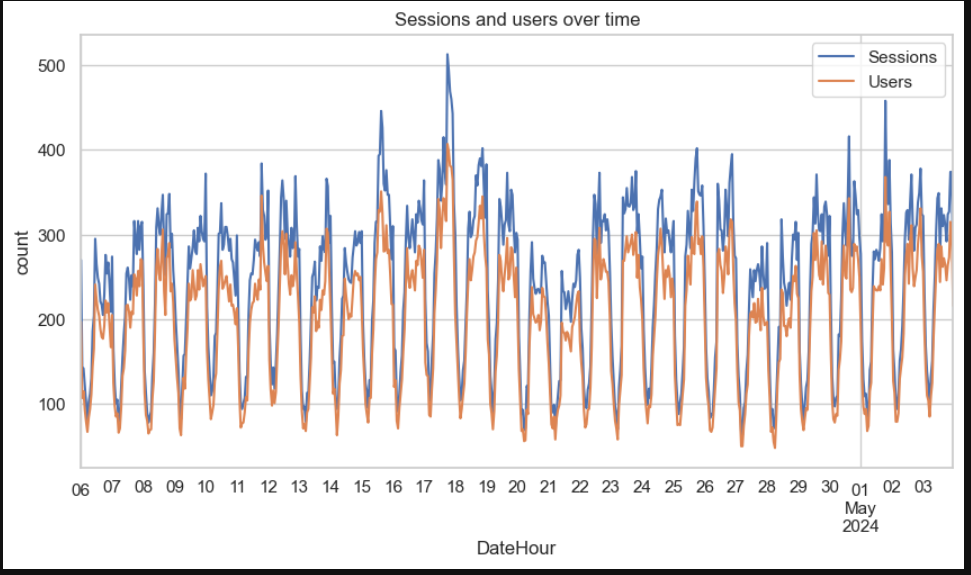 Sessions and users over time
Sessions
Users
500
400
300
200
100
count
06 07 08 09 10 11 12 13 14 15 16 17 18 19 20 21 22 23 24 25 26 27 28 29 30 01 02 03
May
2024
DateHour